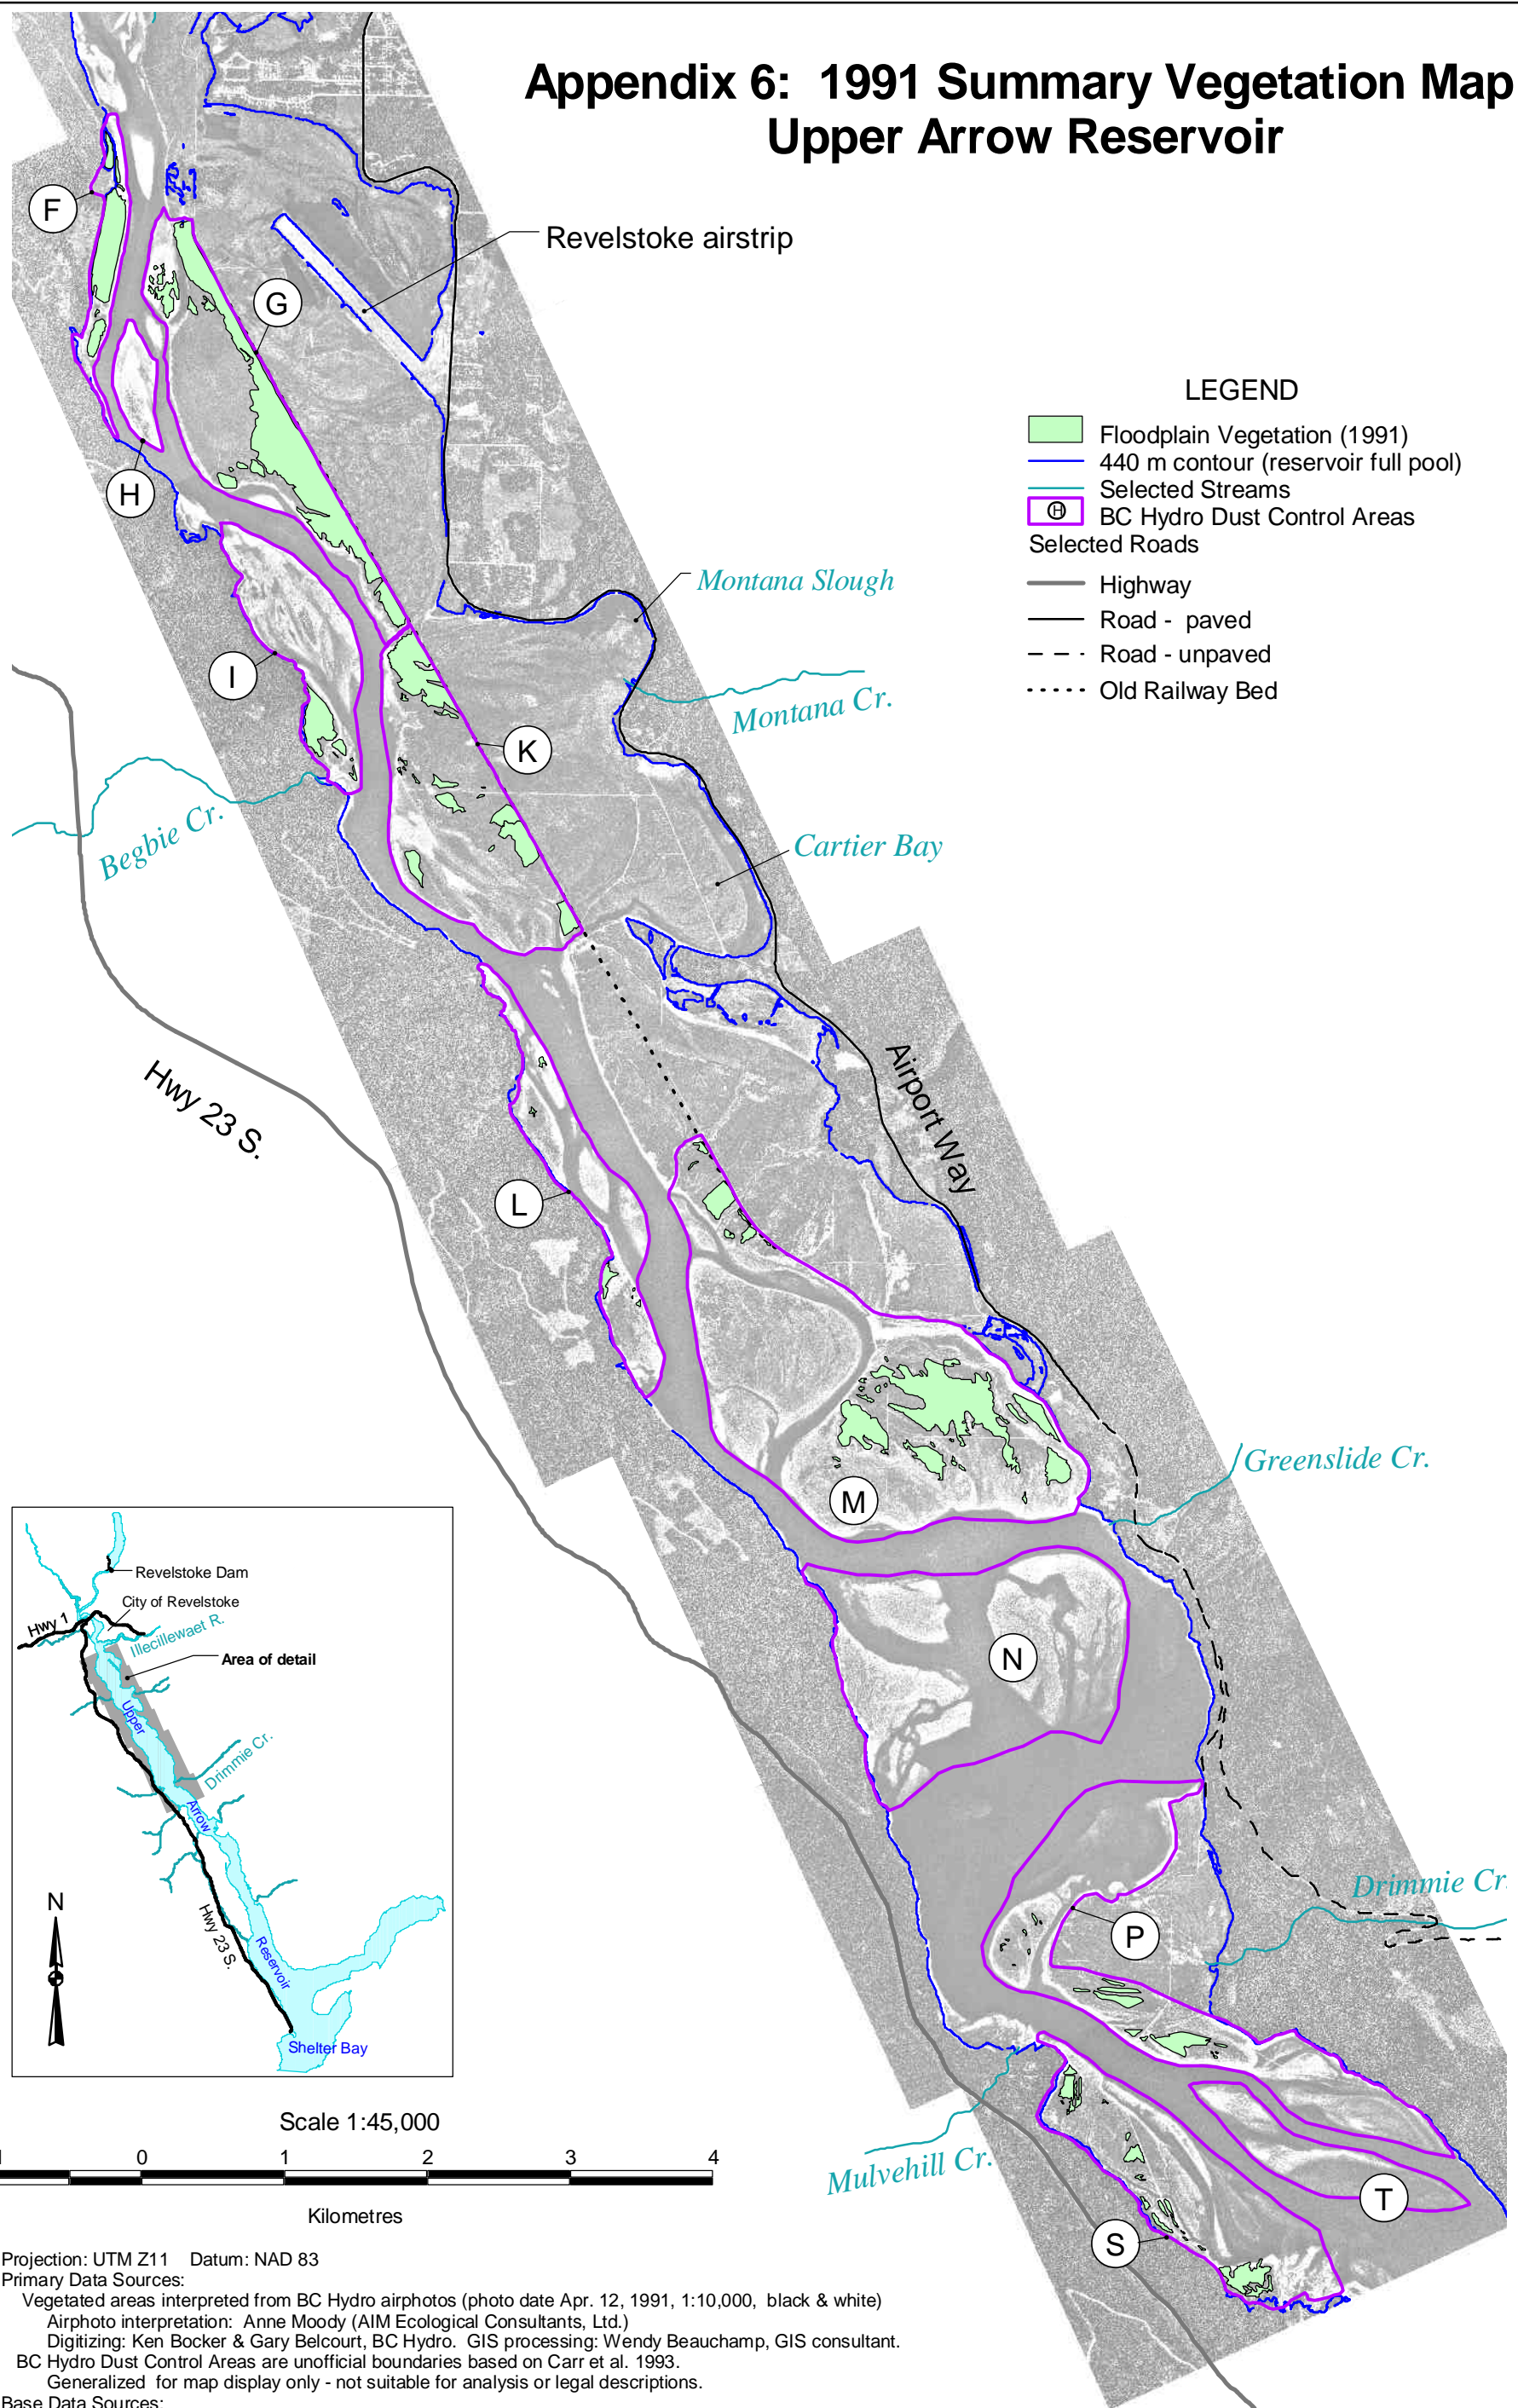 Appendix 6:  1991 Summary Vegetation Map
Upper Arrow Reservoir
F
Revelstoke airstrip
G
LEGEND
Floodplain Vegetation (1991)
440 m contour (reservoir full pool)
Selected Streams
H
BC Hydro Dust Control Areas
Selected Roads
Highway
Road -  paved
Road - unpaved
Old Railway Bed
H
Montana Slough
I
Montana Cr.
K
Begbie Cr.
Cartier Bay
Hwy 23 S.
Airport Way
L
Greenslide Cr.
M
N
Revelstoke Dam
City of Revelstoke
Hwy 1
Illecillewaet R.
Area of detail
Upper
Drimmie Cr.
Arrow
N
Hwy 23 S.
Reservoir
Shelter Bay
Drimmie Cr.
P
Mulvehill Cr.
T
S
Scale 1:45,000
0 1 2 3 4
Kilometres
Projection: UTM Z11    Datum: NAD 83
Primary Data Sources:
Vegetated areas interpreted from BC Hydro airphotos (photo date Apr. 12, 1991, 1:10,000,  black & white)
Airphoto interpretation:  Anne Moody (AIM Ecological Consultants, Ltd.)
Digitizing: Ken Bocker & Gary Belcourt, BC Hydro.  GIS processing: Wendy Beauchamp, GIS consultant.
BC Hydro Dust Control Areas are unofficial boundaries based on Carr et al. 1993.
Generalized  for map display only - not suitable for analysis or legal descriptions.
Base Data Sources: